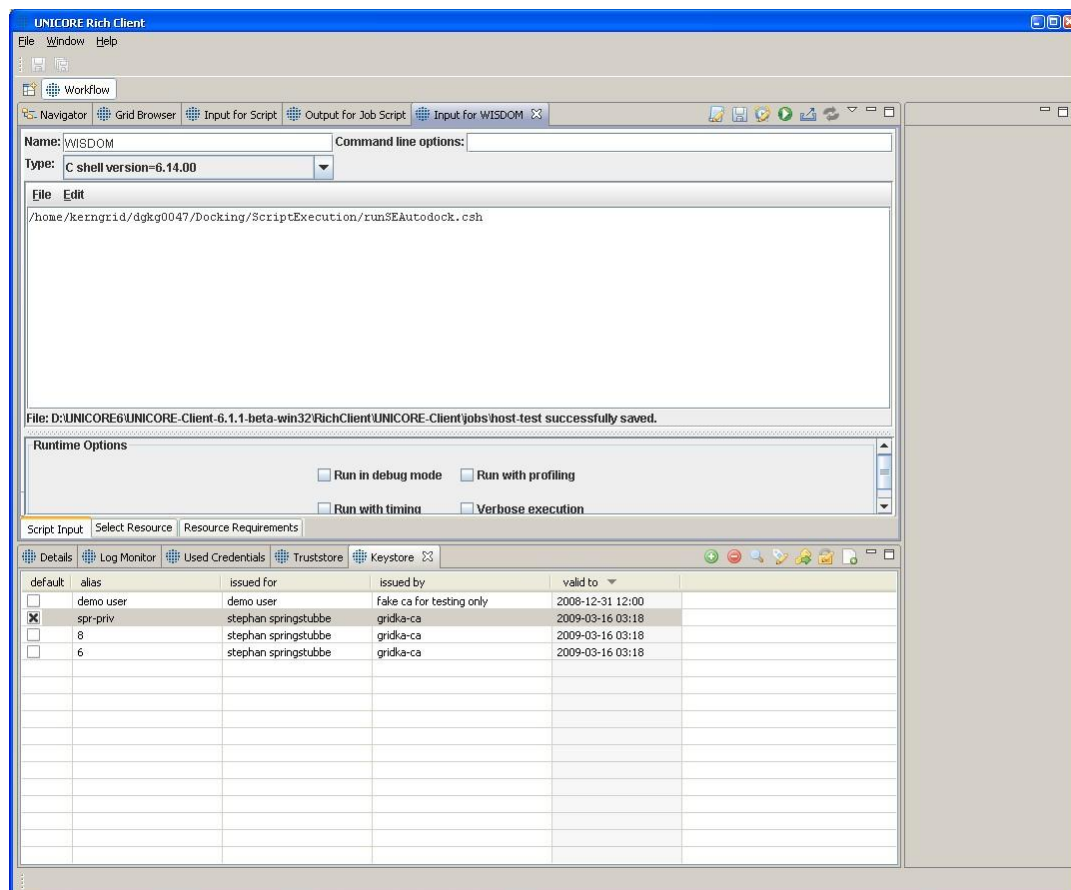 UNICORE Rich Client
File Window Help
Workflow
Navigator Grid Browser Input for Script Output for Job Script Input for WISDOM
Name: WISDOM Command line options:
Type: C shell version=6.14.00
File Edit
/home/kerngrid/dgkg0047/Docking/ScriptExecution/runSEAutodock.csh
File: D:\UNICORE6\UNICORE-Client-6.1.1-beta-win32\RichClient\UNICORE-Client\jobs\host-test successfully saved.
Runtime Options
Run in debug mode Run with profiling
Run with timing Verbose execution
Script Input Select Resource Resource Requirements
Details Log Monitor Used Credentials Truststore Keystore
default alias issued for issued by valid to
demo user demo user fake ca for testing only 2008-12-31 12:00
spr-priv stephan springstubbe gridka-ca 2009-03-16 03:18
8 stephan springstubbe gridka-ca 2009-03-16 03:18
6 stephan springstubbe gridka-ca 2009-03-16 03:18